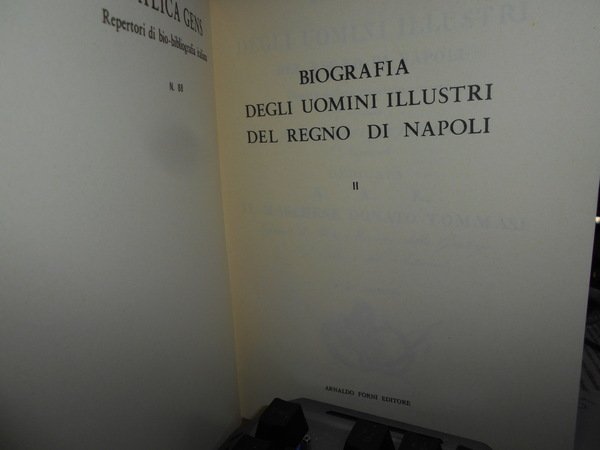 GENS
Repertori di bio-bibliografia italiana
N. 88
BIOGRAFIA
DEGLI UOMINI ILLUSTRI
DEL REGNO DI NAPOLI
II
ARNALDO FORNI EDITORE